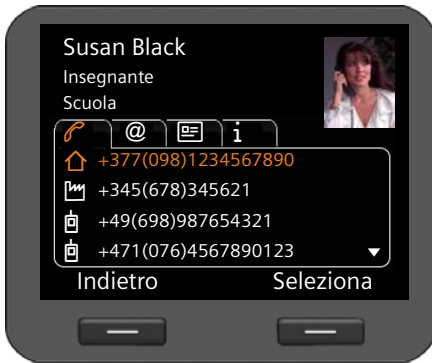 Susan Black
Insegnante
Scuola
@ i
+377(098)1234567890
+345(678)345621
+49(698)987654321
+471(076)4567890123
Indietro Seleziona